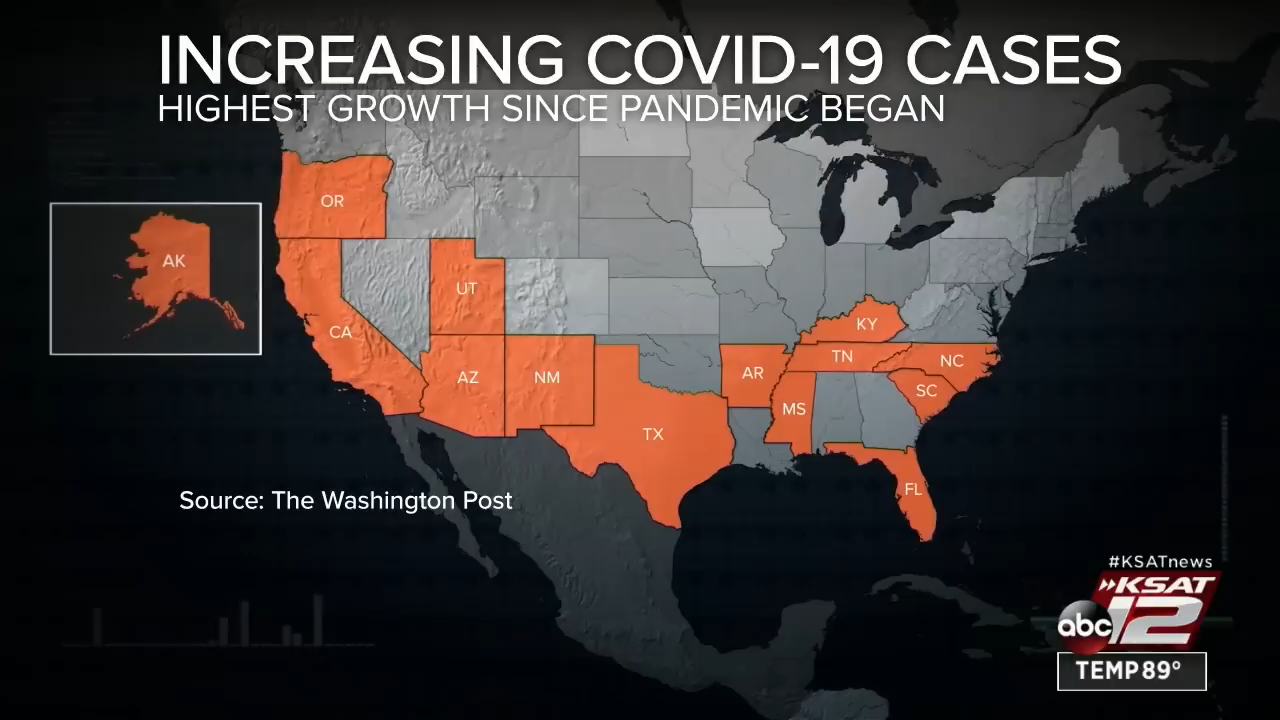 INCREASING COVID-19 CASES
HIGHEST GROWTH SINCE PANDEMIC BEGAN
OR
AK
UT
CA
KY
TN
NC
AZ
NM
AR
SC
MS
TX
FL
Source: The Washington Post
#KSATnews
KSAT
abc 12
TEMP 89°